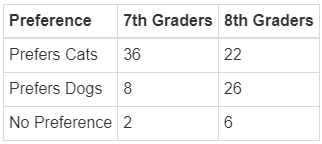 Preference 7th Graders 8th Graders
Prefers Cats 36 22
Prefers Dogs 8 26
No Preference 2 6